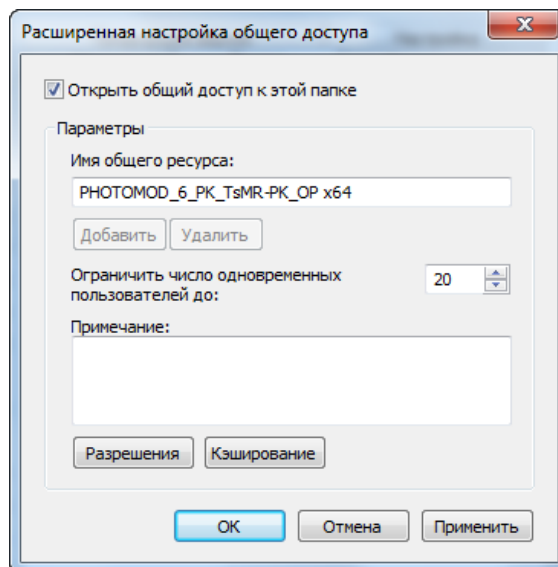 Расширенная настройка общего доступа
Открыть общий доступ к этой папке
Параметры
Имя общего ресурса:
PHOTOMOD_6_PK_TsMR-PK_OP x64
Добавить Удалить
Ограничить число одновременных 20
пользователей до:
Примечание:
Разрешения Кэширование
ОК Отмена Применить